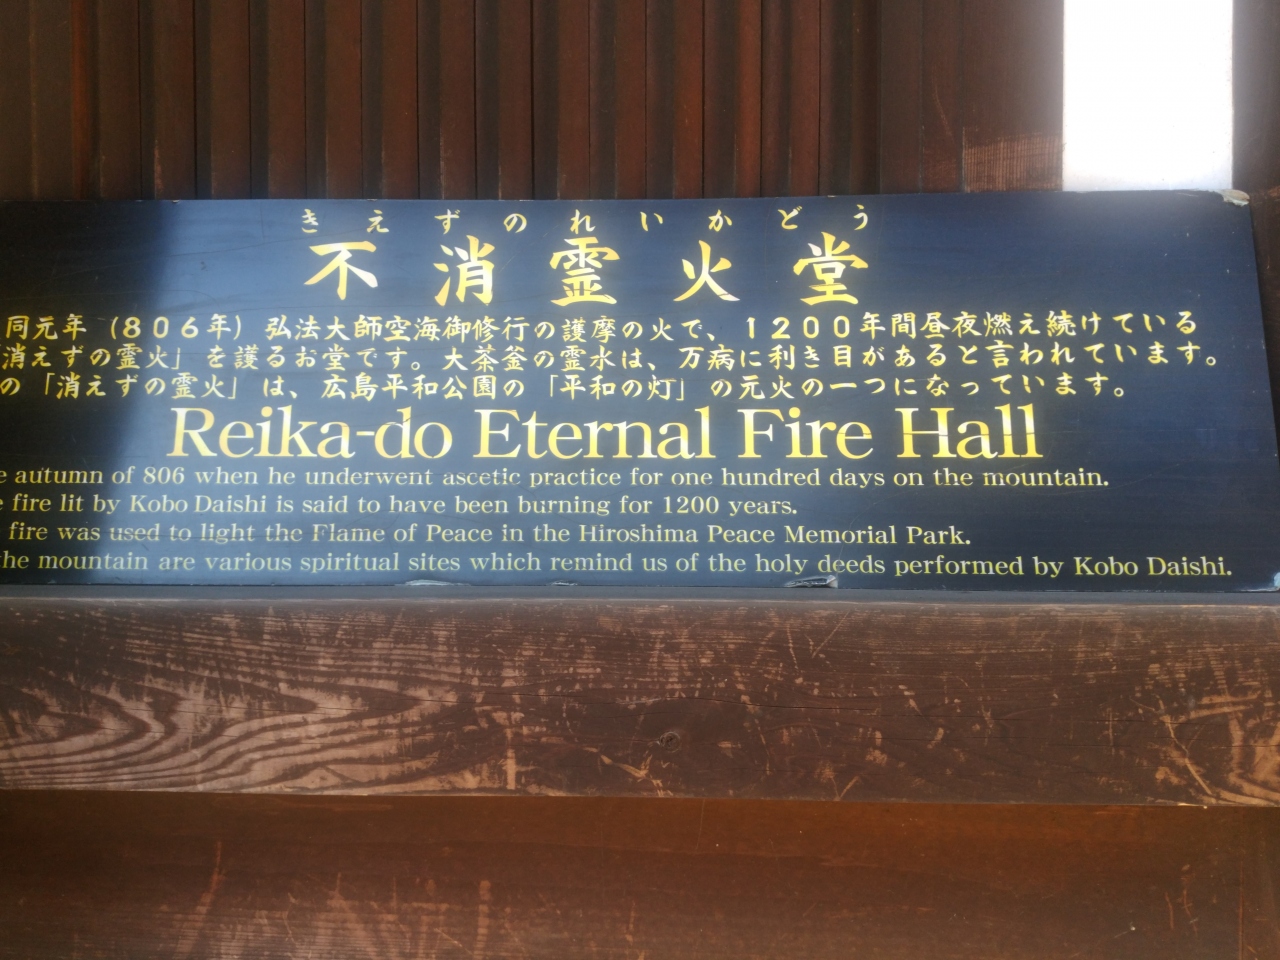 きえずのれいかどう
不消霊火堂
同元年（８０６年）弘法大師空海御修行の護摩の火で、１２００年間昼夜燃え続けている
消えずの霊火」を護るお堂です。大茶釜の霊水は、万病に利き目があると言われています。
の「消えずの霊火」は、広島平和公園の「平和の灯」の元火の一つになっています。
Reika-do Eternal Fire Hall
autumn of 806 when he underwent ascetic practice for one hundred days on the mountain.
fire lit by Kobo Daishi is said to have been burning for 1200 years.
fire was used to light the Flame of Peace in the Hiroshima Peace Memorial Park.
the mountain are various spiritual sites which remind us of the holy deeds performed by Kobo Daishi.